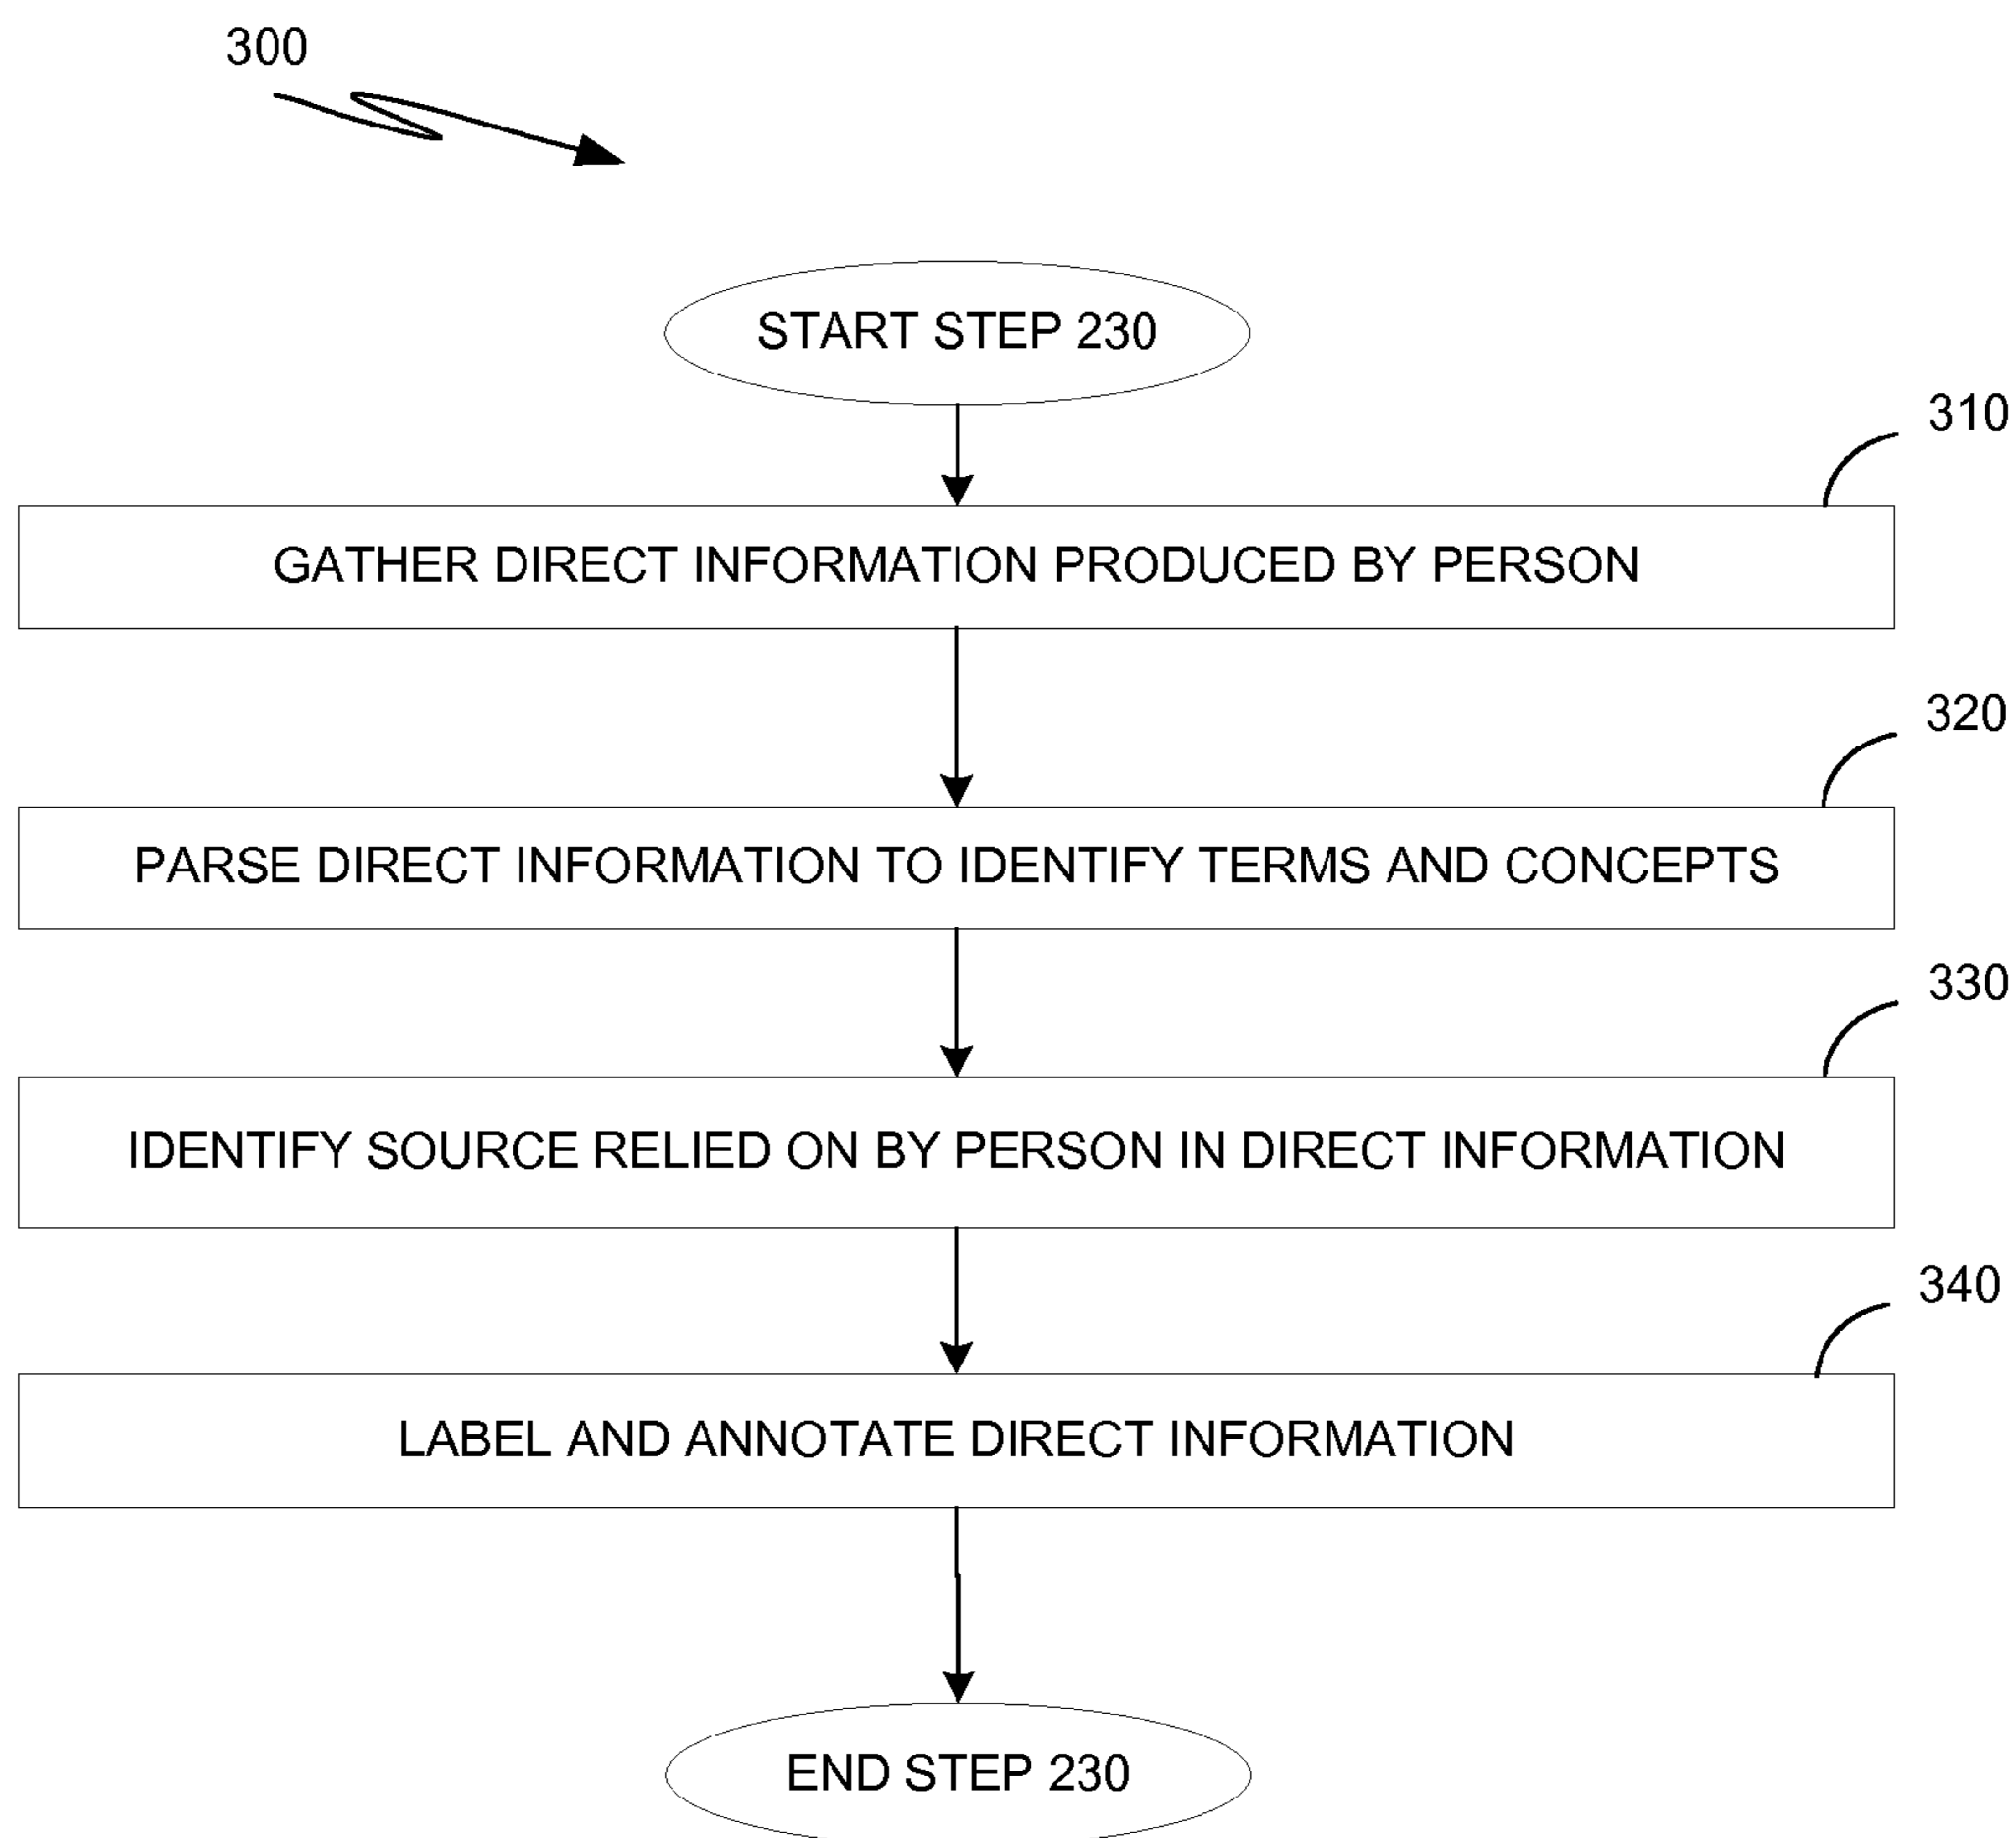 300
START STEP 230
310
GATHER DIRECT INFORMATION PRODUCED BY PERSON
320
PARSE DIRECT INFORMATION TO IDENTIFY TERMS AND CONCEPTS
330
IDENTIFY SOURCE RELIED ON BY PERSON IN DIRECT INFORMATION
340
LABEL AND ANNOTATE DIRECT INFORMATION
END STEP 230